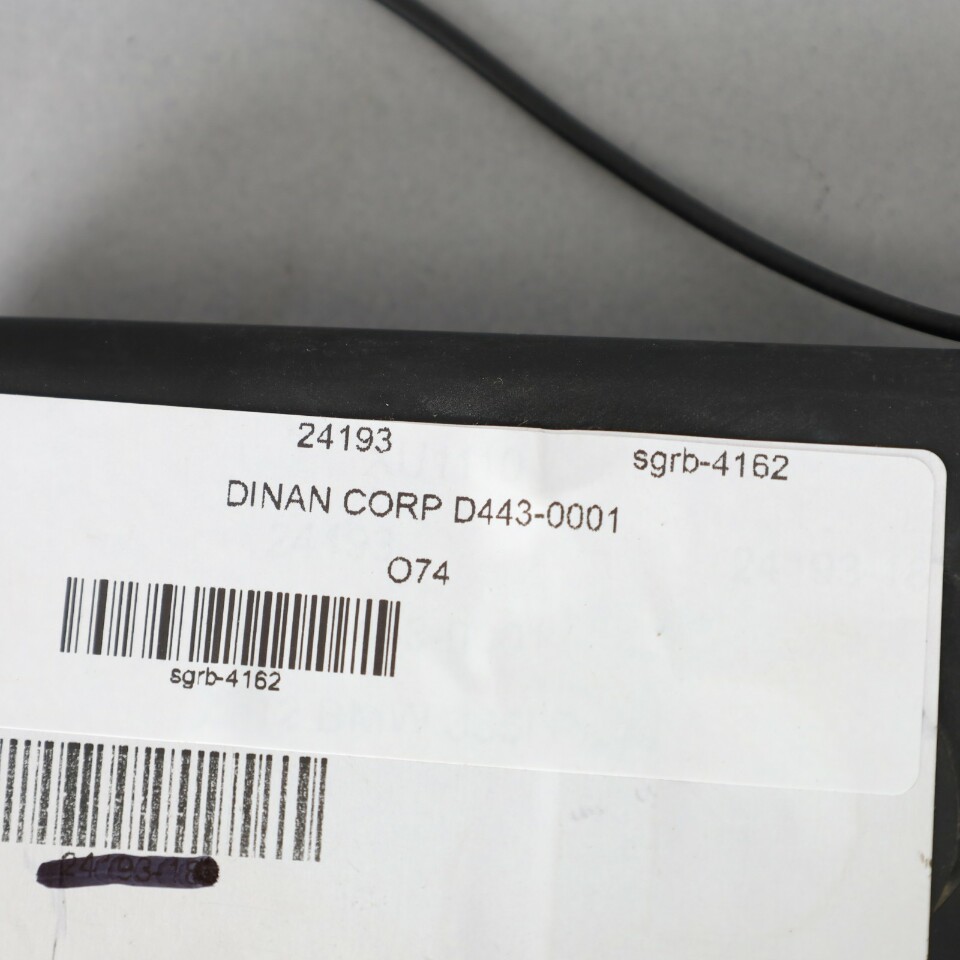 24193
sgrb-4162
DINAN CORP D443-0001
O74
sgrb-4162